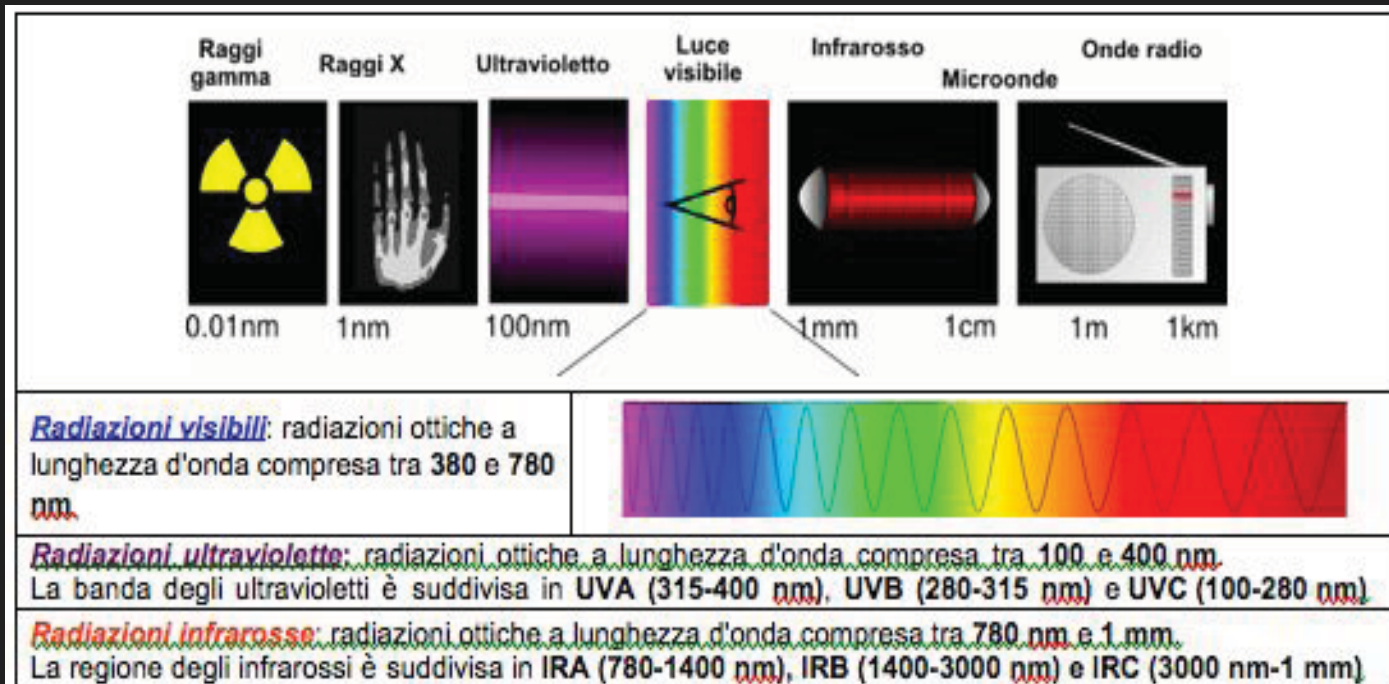 Raggi gamma
Raggi X
Ultravioletto
Luce visibile
Infrarosso
Microonde
Onde radio
0.01nm
1nm
100nm
1mm
1cm
1m
1km
Radiazioni visibili: radiazioni ottiche a
lunghezza d'onda compresa tra 380 e 780
nm.
Radiazioni ultraviolette: radiazioni ottiche a lunghezza d'onda compresa tra 100 e 400 nm.
La banda degli ultravioletti è suddivisa in UVA (315-400 nm), UVB (280-315 nm) e UVC (100-280 nm)
Radiazioni infrarosse: radiazioni ottiche a lunghezza d'onda compresa tra 780 nm e 1 mm.
La regione degli infrarossi è suddivisa in IRA (780-1400 nm), IRB (1400-3000 nm) e IRC (3000 nm-1 mm)